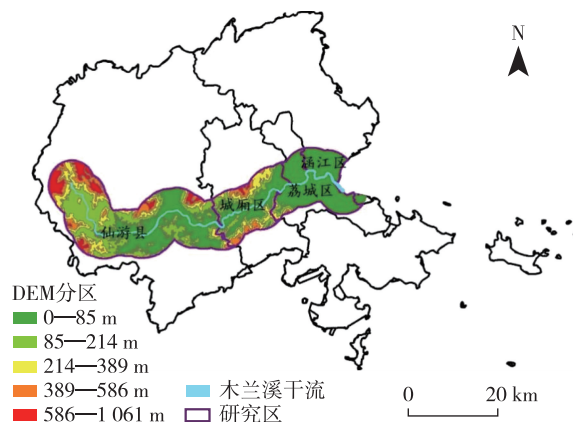 N
涵江区
荔城区
城厢区
仙游县
DEM分区
0—85 m
85—214 m
214—389 m
389—586 m
586—1 061 m
木兰溪干流
研究区
0 20 km